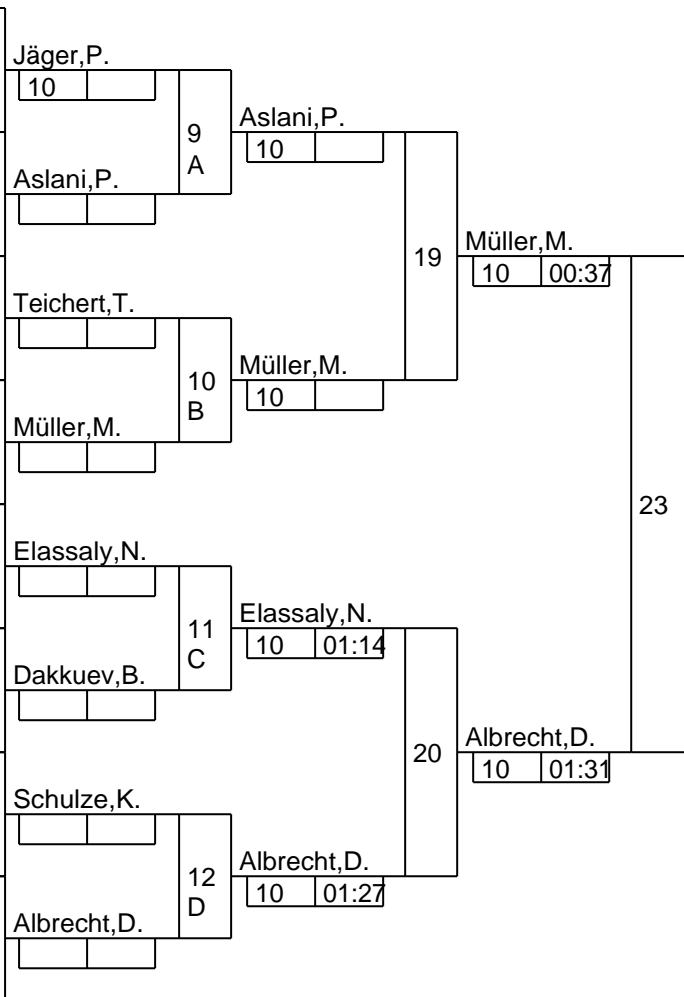 Jäger,P.
10
9
A
Aslani,P.
Aslani,P.
10
19
Müller,M.
10 00:37
Teichert,T.
10
B
Müller,M.
Müller,M.
10
23
Elassaly,N.
11
C
Dakkuev,B.
Elassaly,N.
10 01:14
20
Albrecht,D.
10 01:31
Schulze,K.
12
D
Albrecht,D.
Albrecht,D.
10 01:27